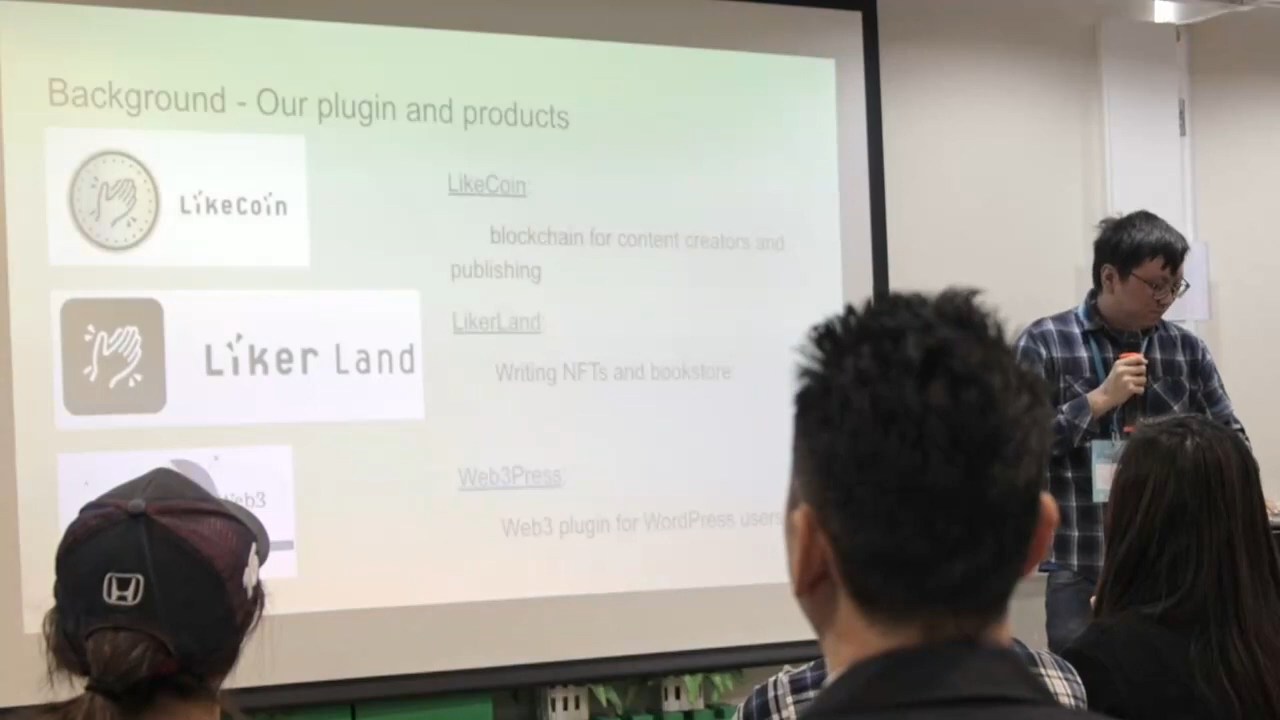 Background - Our plugin and products
LikeCoin
LikeCoin:
blockchain for content creators and
publishing
Liker Land
LikerLand:
Writing NFTs and bookstore
Web3
Web3Press:
Web3 plugin for WordPress users